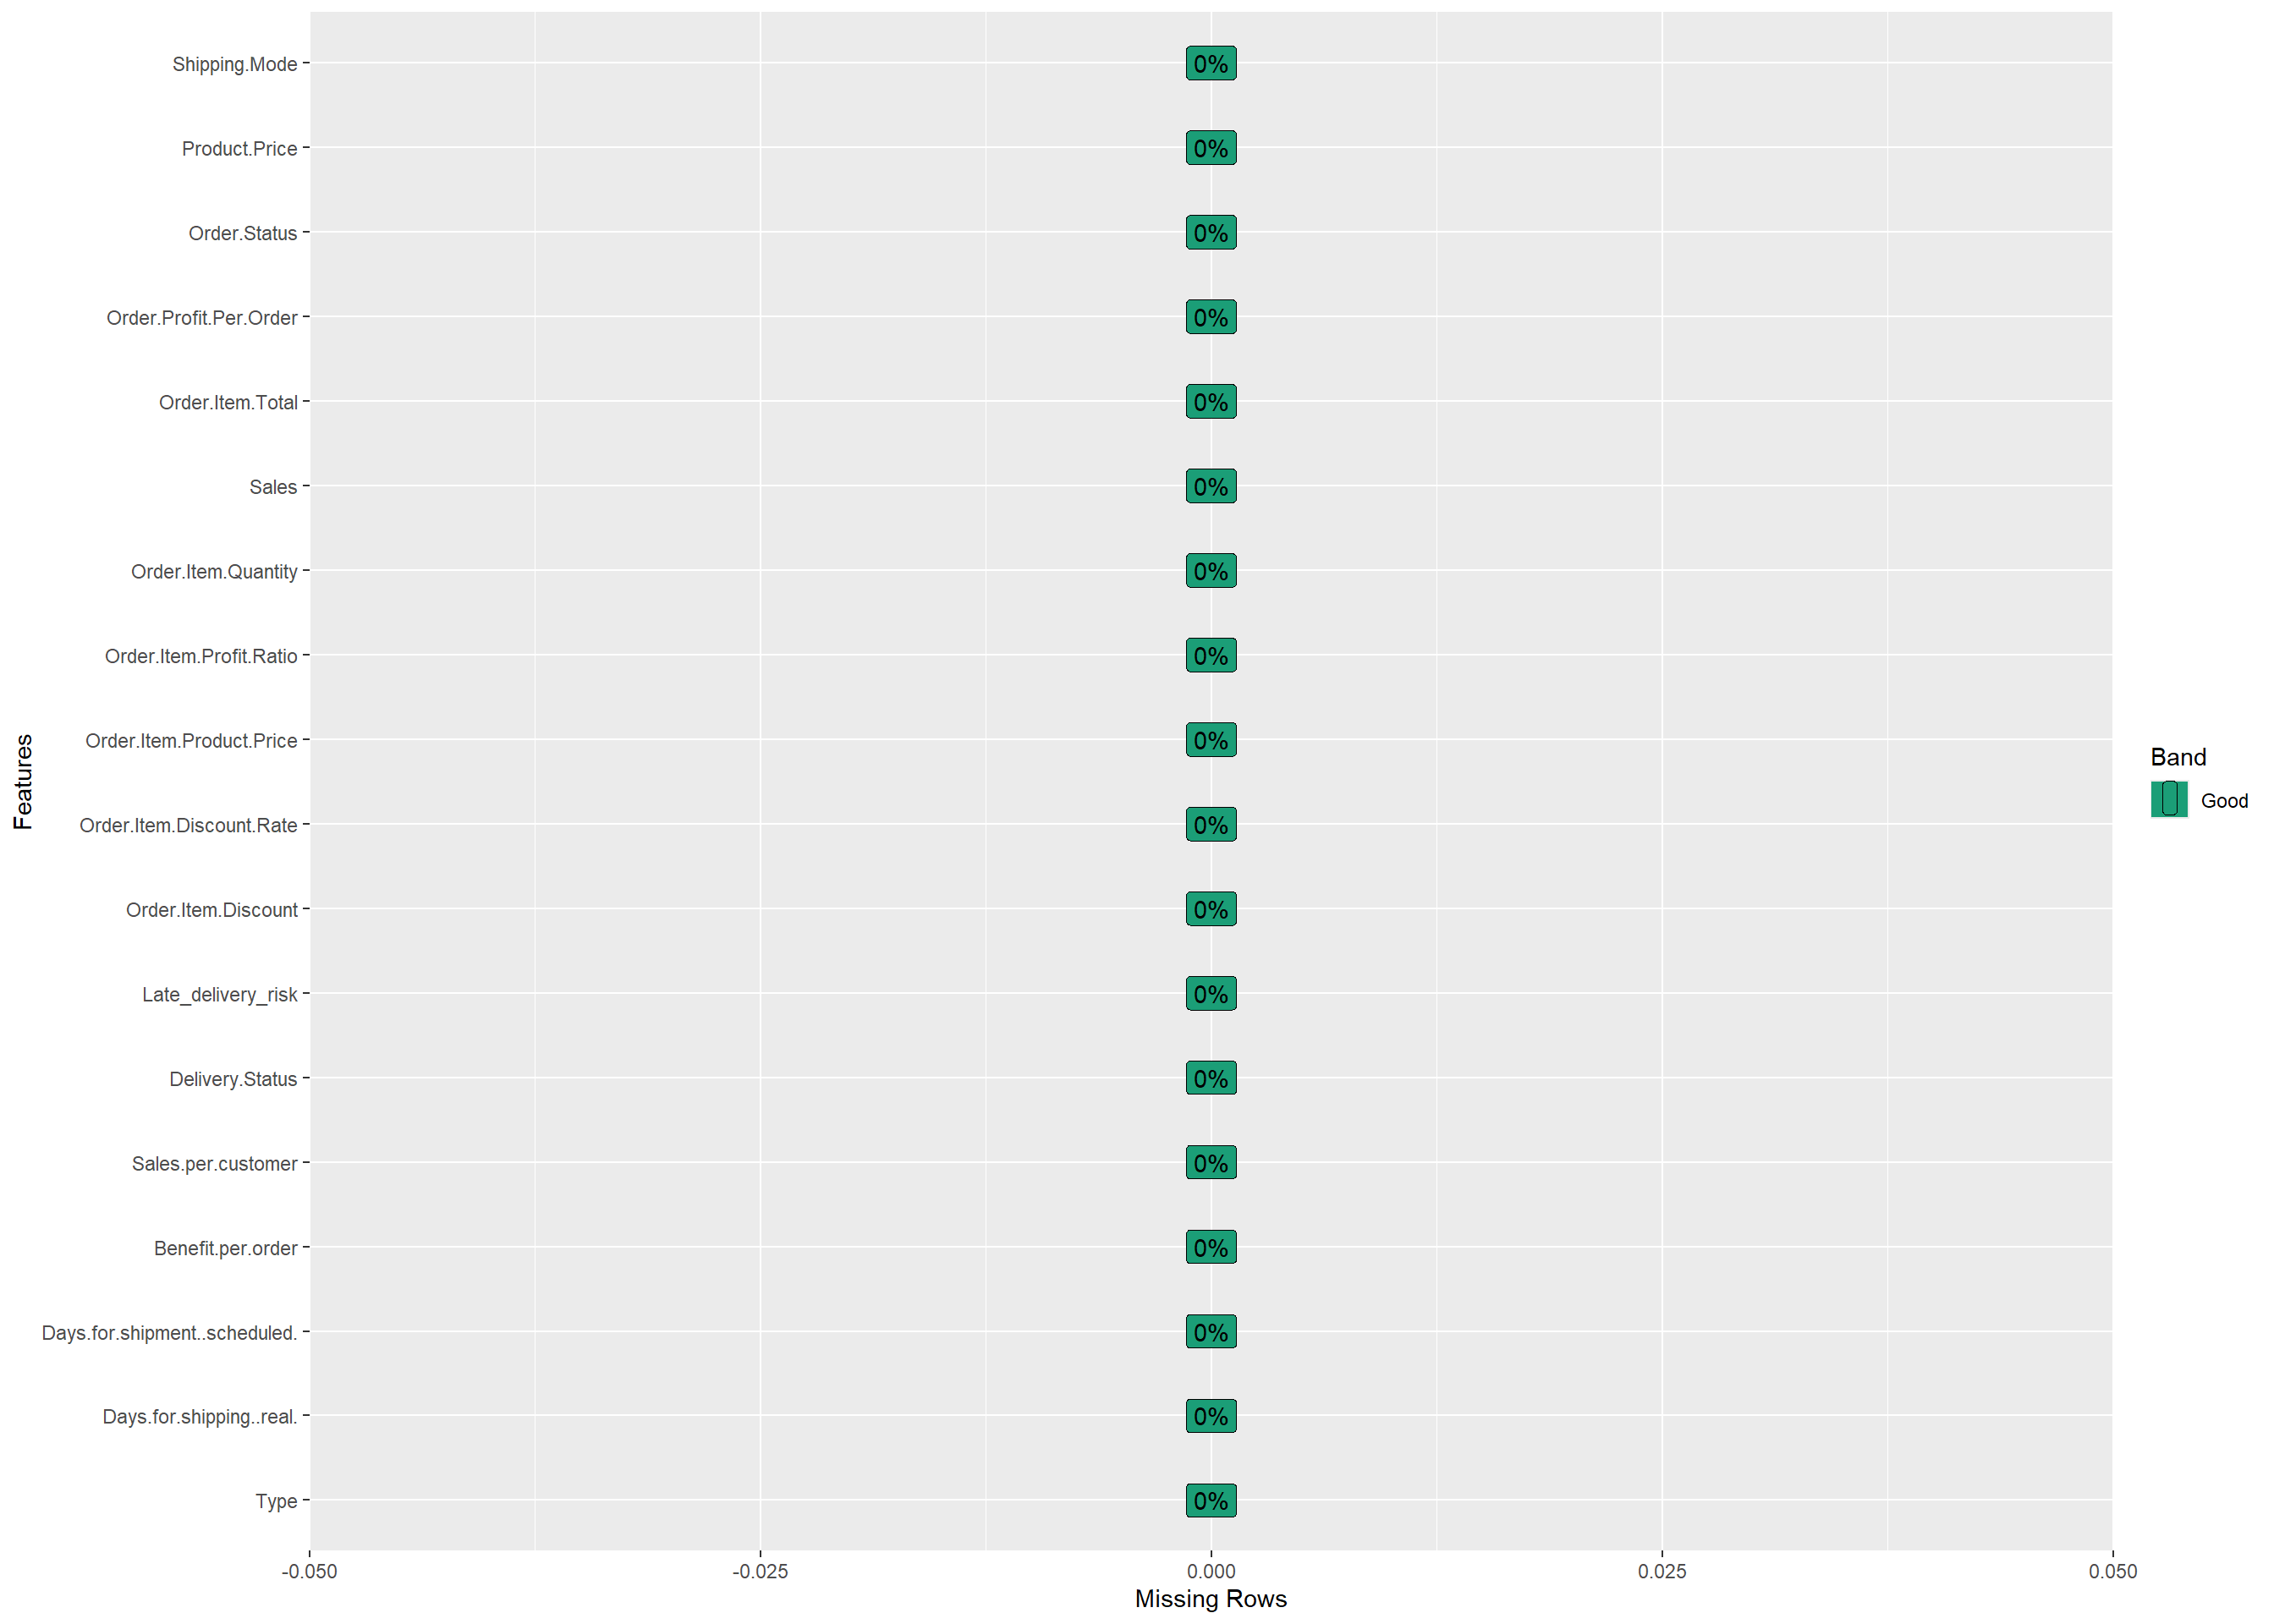 Shipping.Mode 0%
Product.Price 0%
Order.Status 0%
Order.Profit.Per.Order 0%
Order.Item.Total 0%
Sales 0%
Order.Item.Quantity 0%
Order.Item.Profit.Ratio 0%
Order.Item.Product.Price 0%
Order.Item.Discount.Rate 0%
Order.Item.Discount 0%
Late_delivery_risk 0%
Delivery.Status 0%
Sales.per.customer 0%
Benefit.per.order 0%
Days.for.shipment..scheduled. 0%
Days.for.shipping..real. 0%
Type 0%
Features
-0.050 -0.025 0.000 0.025 0.050
Missing Rows
Band
Good